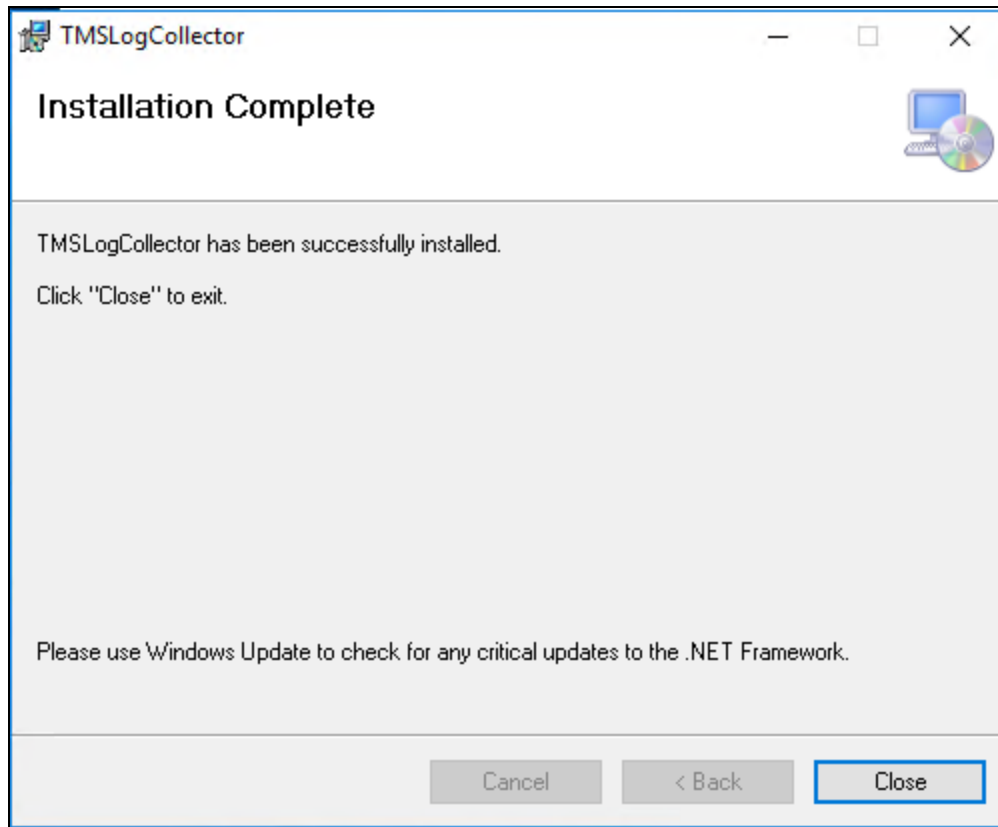 TMSLogCollector
Installation Complete
TMSLogCollector has been successfully installed.
Click "Close" to exit.
Please use Windows Update to check for any critical updates to the .NET Framework.
Cancel
< Back
Close